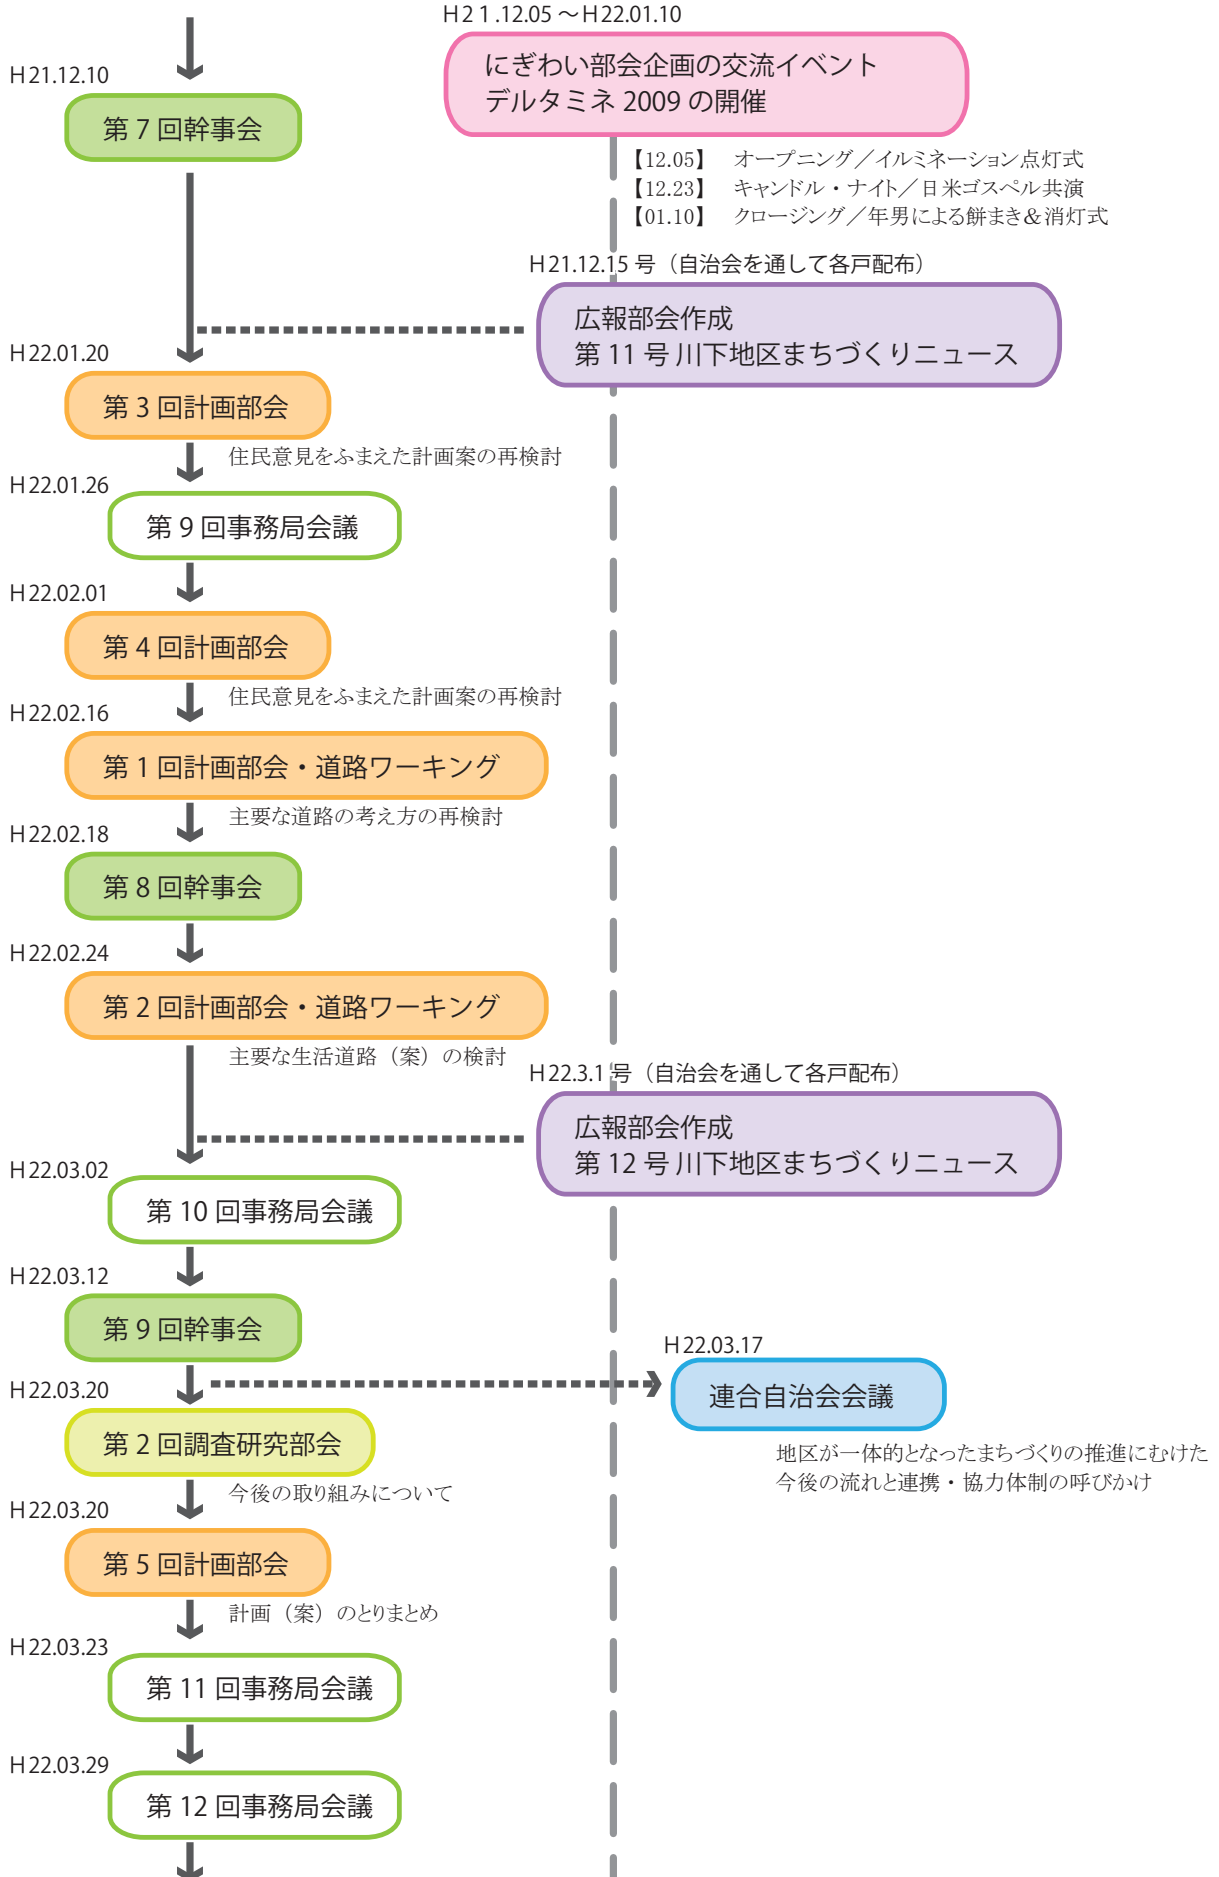 H21.12.05 ～H22.01.10
にぎわい部会企画の交流イベント
デルタミネ 2009 の開催
H21.12.10
第 7 回幹事会
【12.05】 オープニング／イルミネーション点灯式
【12.23】 キャンドル・ナイト／日米ゴスペル共演
【01.10】 クロージング／年男による餅まき＆消灯式
H21.12.15 号（自治会を通して各戸配布）
広報部会作成
第 11 号 川下地区まちづくりニュース
H22.01.20
第 3 回計画部会
住民意見をふまえた計画案の再検討
H22.01.26
第 9 回事務局会議
H22.02.01
第 4 回計画部会
住民意見をふまえた計画案の再検討
H22.02.16
第 1 回計画部会・道路ワーキング
主要な道路の考え方の再検討
H22.02.18
第 8 回幹事会
H22.02.24
第 2 回計画部会・道路ワーキング
主要な生活道路（案）の検討
H22.3.1 号（自治会を通して各戸配布）
広報部会作成
第 12 号 川下地区まちづくりニュース
H22.03.02
第 10 回事務局会議
H22.03.12
第 9 回幹事会
H22.03.17
連合自治会会議
地区が一体的となったまちづくりの推進にむけた
今後の流れと連携・協力体制の呼びかけ
H22.03.20
第 2 回調査研究部会
今後の取り組みについて
H22.03.20
第 5 回計画部会
計画（案）のとりまとめ
H22.03.23
第 11 回事務局会議
H22.03.29
第 12 回事務局会議